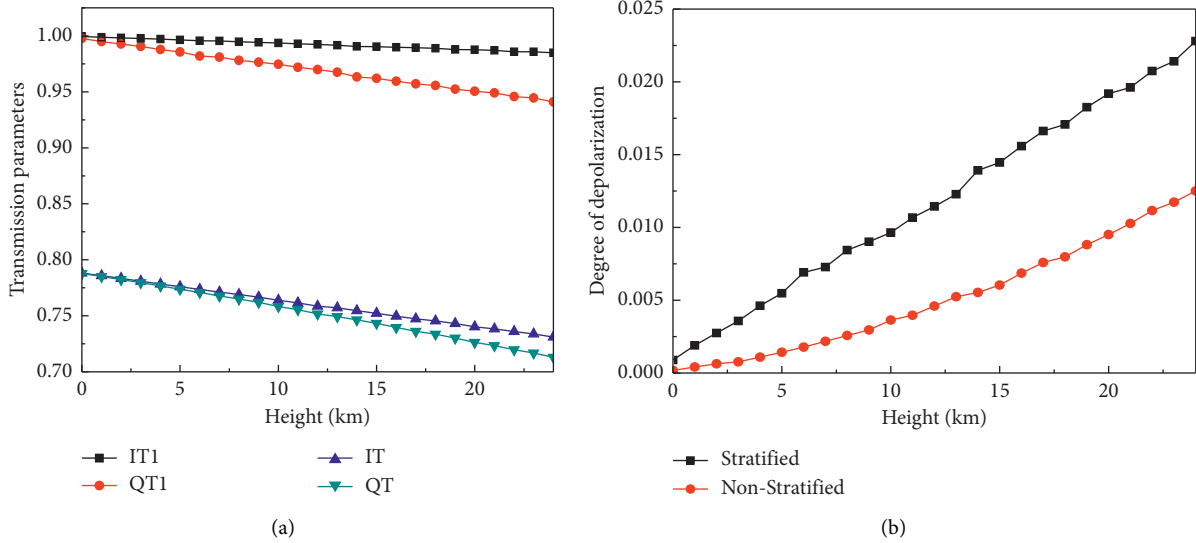 Transmission parameters
1.00
0.95
0.90
0.85
0.80
0.75
0.70
0 5 10 15 20
Height (km)
IT1 IT
QT1 QT
(a)
Degree of depolarization
0.025
0.020
0.015
0.010
0.005
0.000
0 5 10 15 20
Height (km)
Stratified
Non-Stratified
(b)